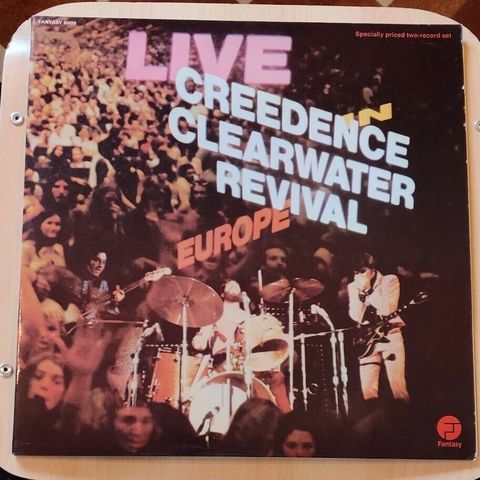 FANTASY 6009
Specially priced two-record set
LIVE
IN
CREEDENCE
CLEARWATER
REVIVAL
EUROPE
Fantasy